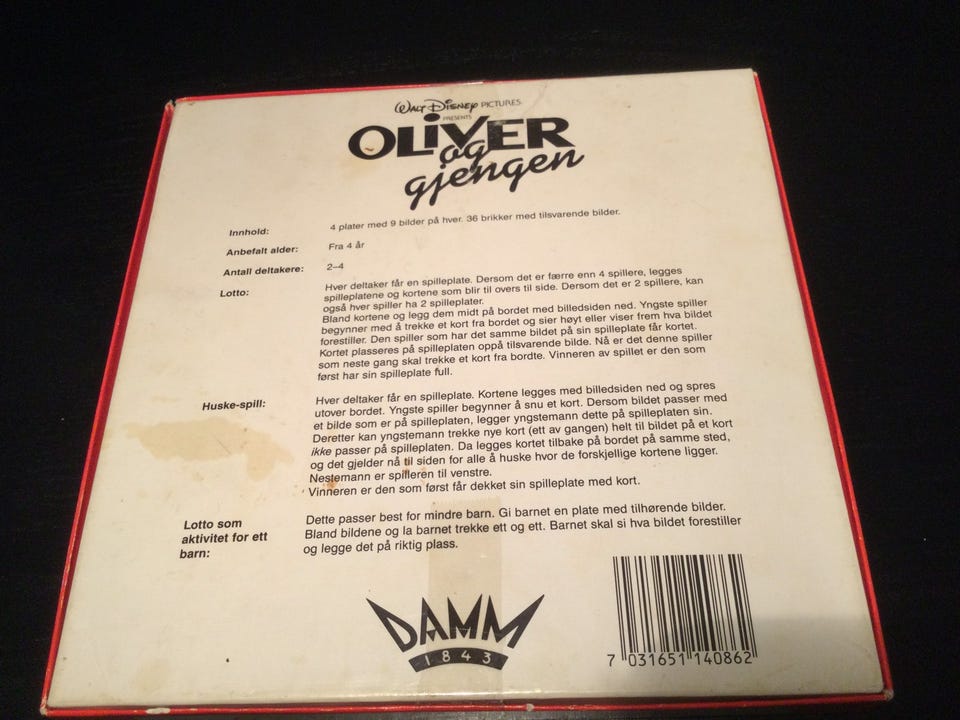 WALT DISNEY PICTURES
PRESENTS
OLIVER
og
gjengen
Innhold: 4 plater med 9 bilder på hver. 36 brikker med tilsvarende bilder.
Anbefalt alder: Fra 4 år
Antall deltakere: 2–4
Lotto: Hver deltaker får en spilleplate. Dersom det er færre enn 4 spillere, legges
spilleplatene og kortene som blir til overs til side. Dersom det er 2 spillere, kan
også hver spiller ha 2 spilleplater.
Bland kortene og legg dem midt på bordet med billedsiden ned. Yngste spiller
begynner med å trekke et kort fra bordet og sier høyt eller viser frem hva bildet
forestiller. Den spiller som har det samme bildet på sin spilleplate får kortet.
Kortet plasseres på spilleplaten oppå tilsvarende bilde. Nå er det denne spiller
som neste gang skal trekke et kort fra bordte. Vinneren av spillet er den som
først har sin spilleplate full.
Huske-spill: Hver deltaker får en spilleplate. Kortene legges med billedsiden ned og spres
utover bordet. Yngste spiller begynner å snu et kort. Dersom bildet passer med
et bilde som er på spilleplaten, legger yngstemann dette på spilleplaten sin.
Deretter kan yngstemann trekke nye kort (ett av gangen) helt til bildet på et kort
ikke passer på spilleplaten. Da legges kortet tilbake på bordet på samme sted,
og det gjelder nå til siden for alle å huske hvor de forskjellige kortene ligger.
Nestemann er spilleren til venstre.
Vinneren er den som først får dekket sin spilleplate med kort.
Lotto som
aktivitet for ett
barn:
Dette passer best for mindre barn. Gi barnet en plate med tilhørende bilder.
Bland bildene og la barnet trekke ett og ett. Barnet skal si hva bildet forestiller
og legge det på riktig plass.
DAMM
1843
7 031651 140862